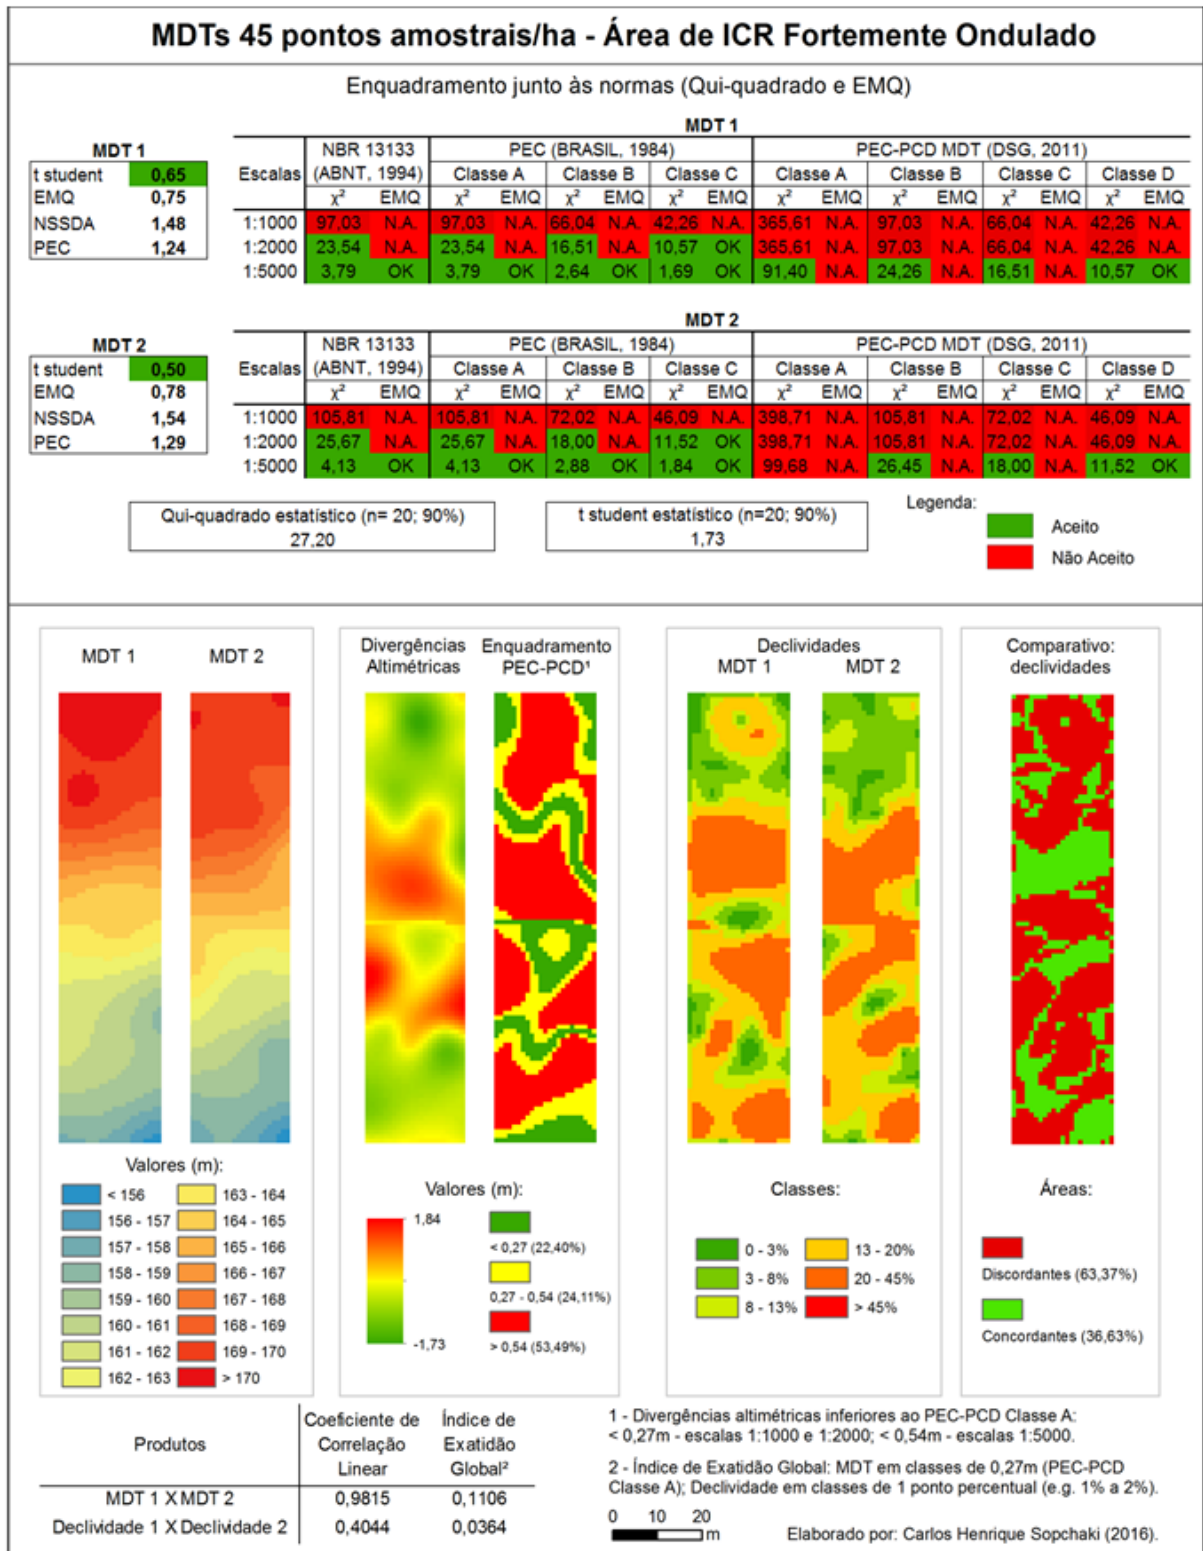 MDTs 45 pontos amostrais/ha - Área de ICR Fortemente Ondulado
Enquadramento junto às normas (Qui-quadrado e EMQ)
MDT 1
t student 0,65
EMQ 0,75
NSSDA 1,48
PEC 1,24
MDT 1
NBR 13133 PEC (BRASIL, 1984) PEC-PCD MDT (DSG, 2011)
Escalas (ABNT, 1994) Classe A Classe B Classe C Classe A Classe B Classe C Classe D
χ² EMQ χ² EMQ χ² EMQ χ² EMQ χ² EMQ χ² EMQ χ² EMQ χ² EMQ
1:1000 97,03 N.A. 97,03 N.A. 66,04 N.A. 42,26 N.A. 365,61 N.A. 97,03 N.A. 66,04 N.A. 42,26 N.A.
1:2000 23,54 N.A. 23,54 N.A. 16,51 N.A. 10,57 OK 365,61 N.A. 97,03 N.A. 66,04 N.A. 42,26 N.A.
1:5000 3,79 OK 3,79 OK 2,64 OK 1,69 OK 91,40 N.A. 24,26 N.A. 16,51 N.A. 10,57 OK
MDT 2
t student 0,50
EMQ 0,78
NSSDA 1,54
PEC 1,29
MDT 2
NBR 13133 PEC (BRASIL, 1984) PEC-PCD MDT (DSG, 2011)
Escalas (ABNT, 1994) Classe A Classe B Classe C Classe A Classe B Classe C Classe D
χ² EMQ χ² EMQ χ² EMQ χ² EMQ χ² EMQ χ² EMQ χ² EMQ χ² EMQ
1:1000 105,81 N.A. 105,81 N.A. 72,02 N.A. 46,09 N.A. 398,71 N.A. 105,81 N.A. 72,02 N.A. 46,09 N.A.
1:2000 25,67 N.A. 25,67 N.A. 18,00 N.A. 11,52 OK 398,71 N.A. 105,81 N.A. 72,02 N.A. 46,09 N.A.
1:5000 4,13 OK 4,13 OK 2,88 OK 1,84 OK 99,68 N.A. 26,45 N.A. 18,00 N.A. 11,52 OK
Qui-quadrado estatístico (n= 20; 90%)
27,20
t student estatístico (n=20; 90%)
1,73
Legenda:
Aceito
Não Aceito
MDT 1 MDT 2
Valores (m):
< 156
156 - 157
157 - 158
158 - 159
159 - 160
160 - 161
161 - 162
162 - 163
163 - 164
164 - 165
165 - 166
166 - 167
167 - 168
168 - 169
169 - 170
> 170
Divergências
Altimétricas
Enquadramento
PEC-PCD¹
Valores (m):
1,84
-1,73
< 0,27 (22,40%)
0,27 - 0,54 (24,11%)
> 0,54 (53,49%)
Declividades
MDT 1 MDT 2
Classes:
0 - 3%
3 - 8%
8 - 13%
13 - 20%
20 - 45%
> 45%
Comparativo:
declividades
Áreas:
Discordantes (63,37%)
Concordantes (36,63%)
Produtos
Coeficiente de
Correlação
Linear
Índice de
Exatidão
Global²
MDT 1 X MDT 2 0,9815 0,1106
Declividade 1 X Declividade 2 0,4044 0,0364
1 - Divergências altimétricas inferiores ao PEC-PCD Classe A:
< 0,27m - escalas 1:1000 e 1:2000; < 0,54m - escalas 1:5000.
2 - Índice de Exatidão Global: MDT em classes de 0,27m (PEC-PCD
Classe A); Declividade em classes de 1 ponto percentual (e.g. 1% a 2%).
0 10 20
m
Elaborado por: Carlos Henrique Sopchaki (2016).